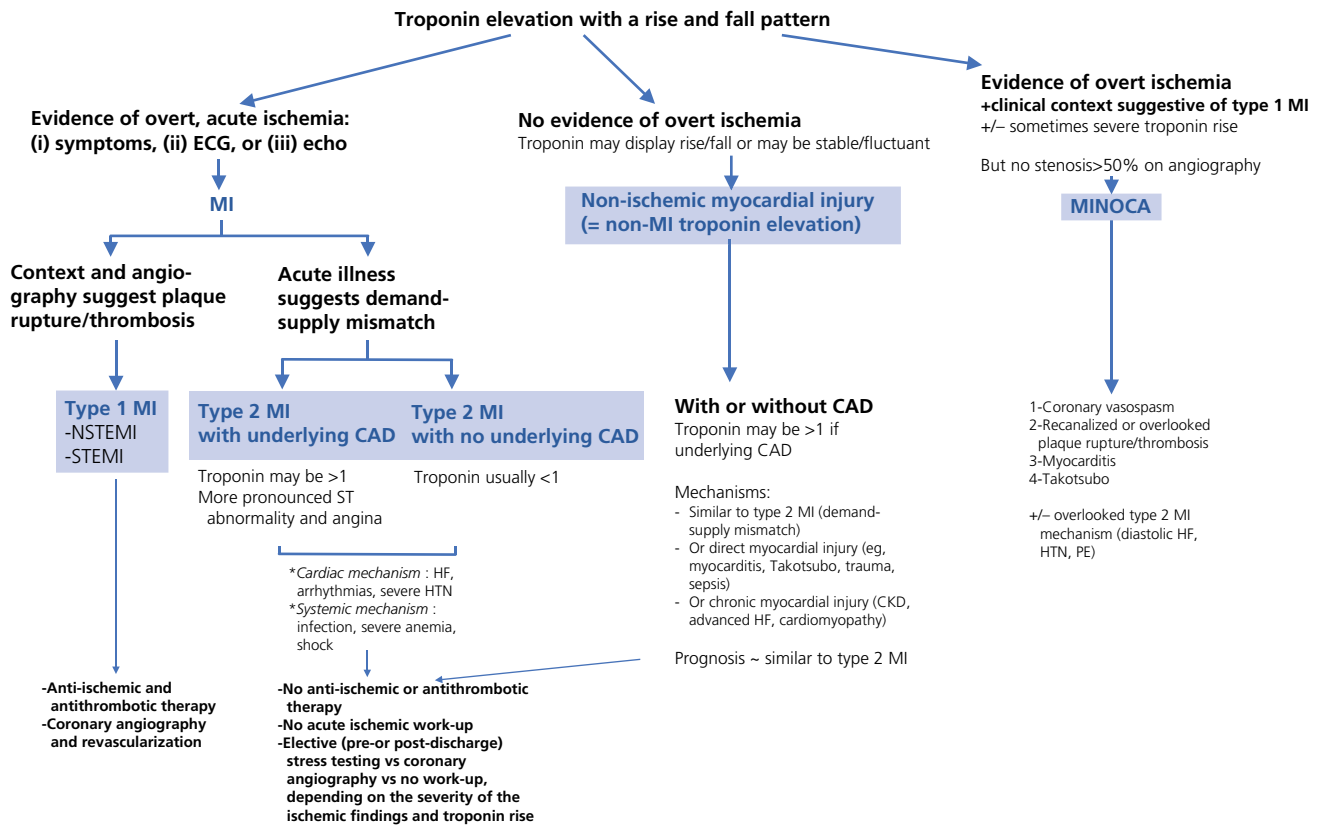 Troponin elevation with a rise and fall pattern
Evidence of overt, acute ischemia:
(i) symptoms, (ii) ECG, or (iii) echo
MI
Context and angio-
graphy suggest plaque
rupture/thrombosis
Type 1 MI
-NSTEMI
-STEMI
-Anti-ischemic and
antithrombotic therapy
-Coronary angiography
and revascularization
Acute illness
suggests demand-
supply mismatch
Type 2 MI
with underlying CAD
Troponin may be >1
More pronounced ST
abnormality and angina
Type 2 MI
with no underlying CAD
Troponin usually <1
*Cardiac mechanism : HF,
arrhythmias, severe HTN
*Systemic mechanism :
infection, severe anemia,
shock
-No anti-ischemic or antithrombotic
therapy
-No acute ischemic work-up
-Elective (pre-or post-discharge)
stress testing vs coronary
angiography vs no work-up,
depending on the severity of the
ischemic findings and troponin rise
No evidence of overt ischemia
Troponin may display rise/fall or may be stable/fluctuant
Non-ischemic myocardial injury
(= non-MI troponin elevation)
With or without CAD
Troponin may be >1 if
underlying CAD
Mechanisms:
- Similar to type 2 MI (demand-
supply mismatch)
- Or direct myocardial injury (eg,
myocarditis, Takotsubo, trauma,
sepsis)
- Or chronic myocardial injury (CKD,
advanced HF, cardiomyopathy)
Prognosis ~ similar to type 2 MI
Evidence of overt ischemia
+clinical context suggestive of type 1 MI
+/– sometimes severe troponin rise
But no stenosis>50% on angiography
MINOCA
1-Coronary vasospasm
2-Recanalized or overlooked
plaque rupture/thrombosis
3-Myocarditis
4-Takotsubo
+/– overlooked type 2 MI
mechanism (diastolic HF,
HTN, PE)